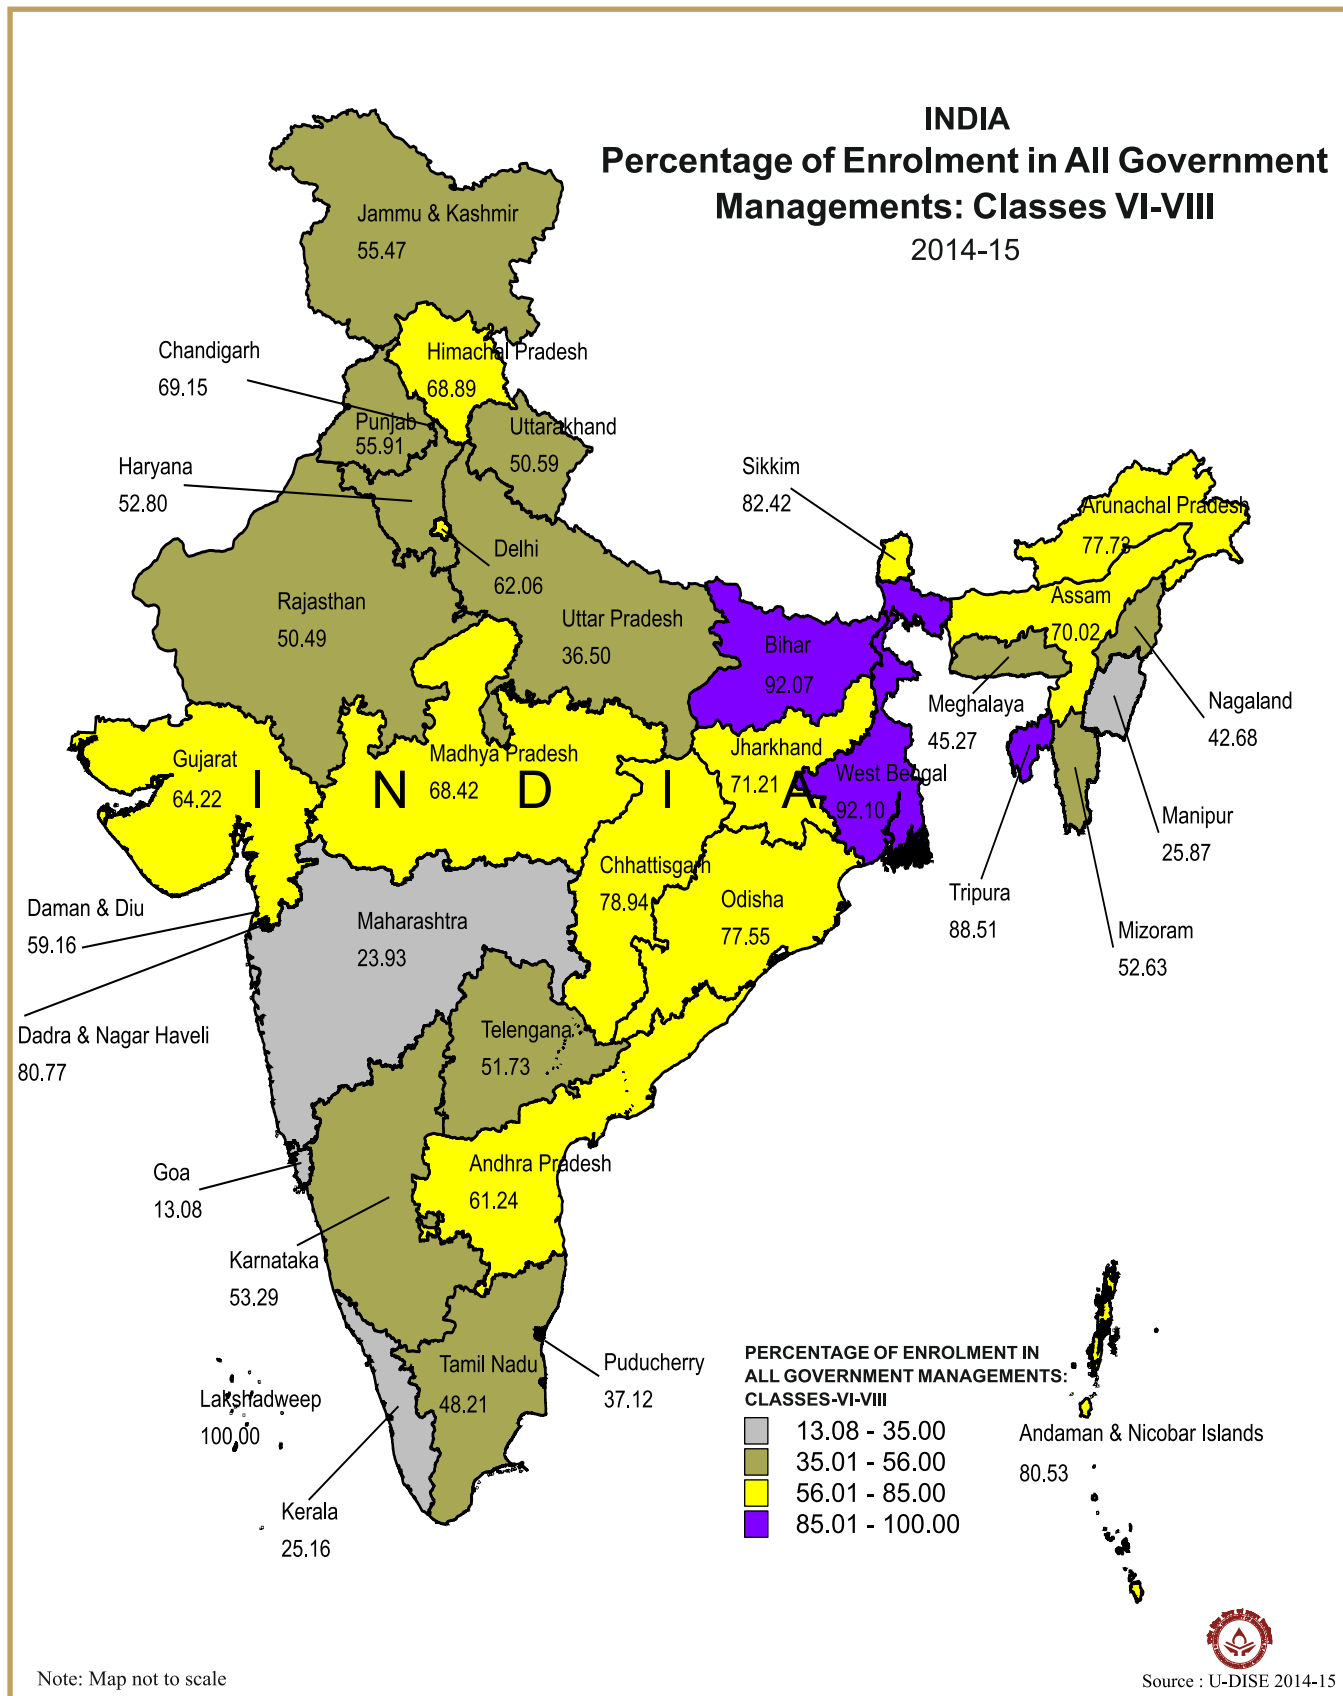 INDIA
Percentage of Enrolment in All Government
Managements: Classes VI-VIII
2014-15
Jammu & Kashmir
55.47
Chandigarh
69.15
Himachal Pradesh
68.89
Punjab
55.91
Uttarakhand
50.59
Haryana
52.80
Sikkim
82.42
Arunachal Pradesh
77.73
Delhi
62.06
Rajasthan
50.49
Uttar Pradesh
36.50
Bihar
92.07
Assam
70.02
Meghalaya
45.27
Nagaland
42.68
Gujarat
64.22
Madhya Pradesh
68.42
Jharkhand
71.21
West Bengal
92.10
I N D I A
Manipur
25.87
Tripura
88.51
Mizoram
52.63
Chhattisgarh
78.94
Odisha
77.55
Daman & Diu
59.16
Maharashtra
23.93
Dadra & Nagar Haveli
80.77
Telengana
51.73
Goa
13.08
Andhra Pradesh
61.24
Karnataka
53.29
Tamil Nadu
48.21
Puducherry
37.12
Lakshadweep
100.00
Kerala
25.16
PERCENTAGE OF ENROLMENT IN
ALL GOVERNMENT MANAGEMENTS:
CLASSES-VI-VIII
13.08 - 35.00
35.01 - 56.00
56.01 - 85.00
85.01 - 100.00
Andaman & Nicobar Islands
80.53
Note: Map not to scale
Source : U-DISE 2014-15